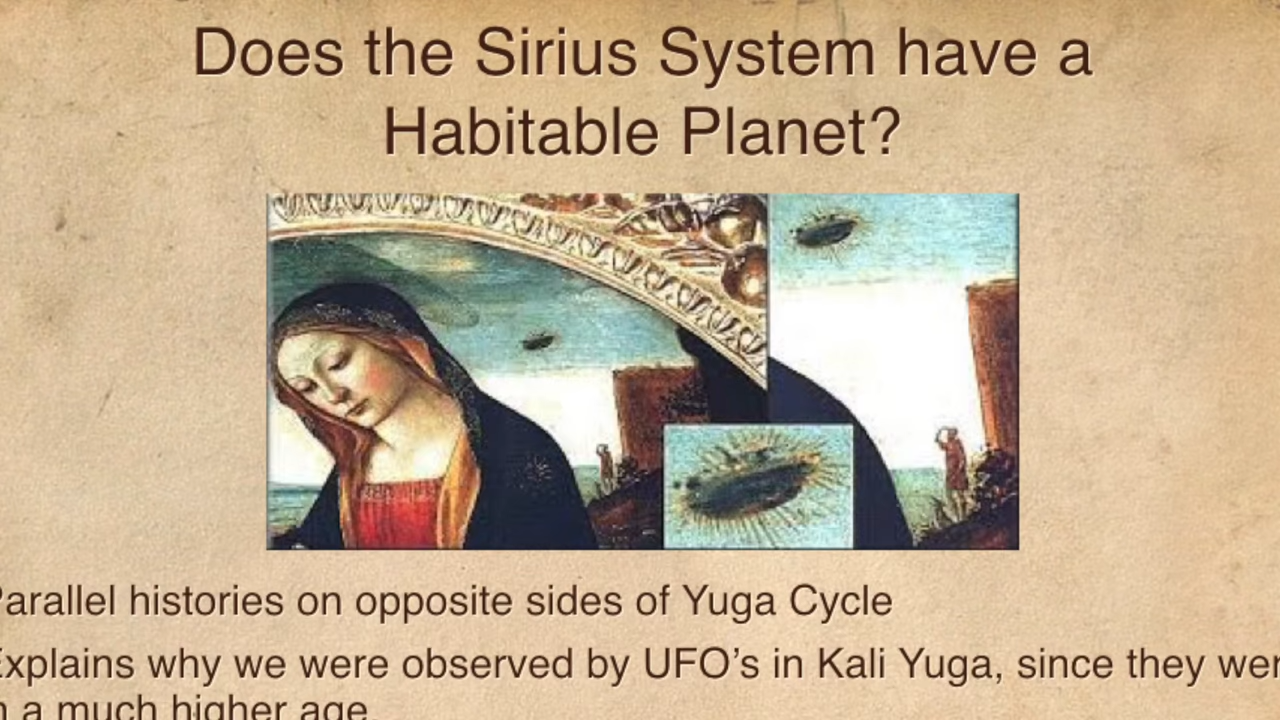 Does the Sirius System have a
Habitable Planet?
Parallel histories on opposite sides of Yuga Cycle
Explains why we were observed by UFO’s in Kali Yuga, since they
a much higher age.